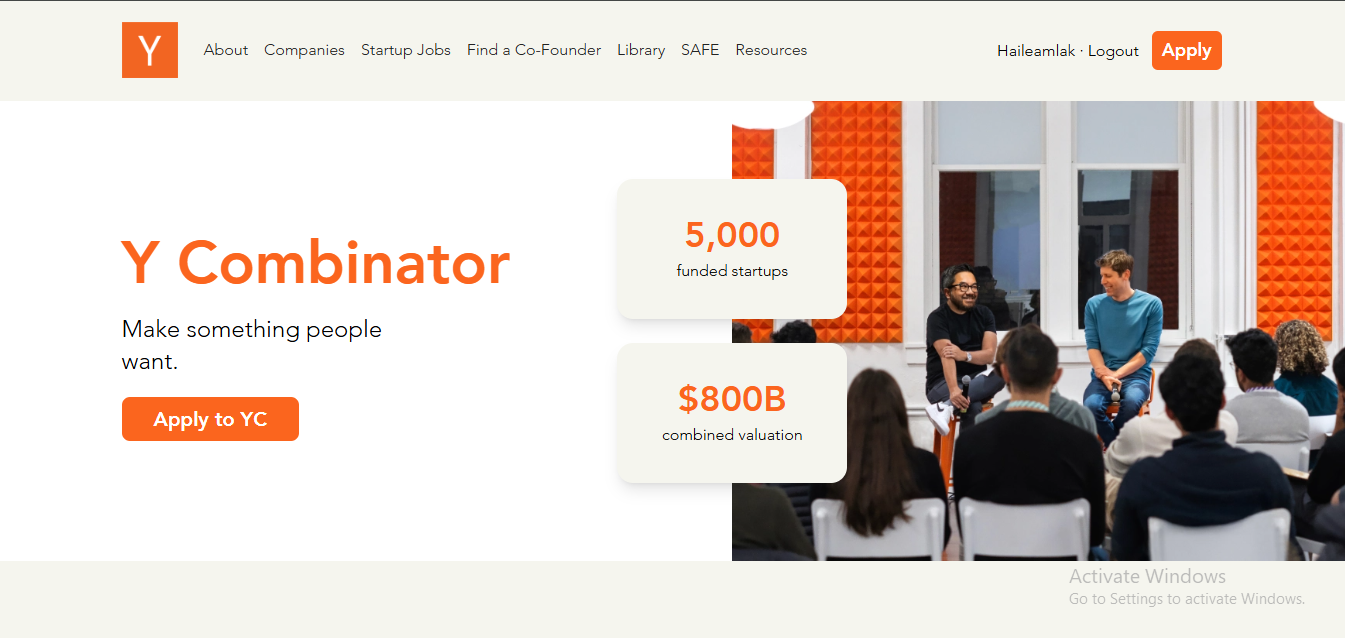 Y
About
Companies
Startup Jobs
Find a Co-Founder
Library
SAFE
Resources
Haileamlak · Logout
Apply
Y Combinator
Make something people
want.
Apply to YC
5,000
funded startups
$800B
combined valuation
Activate Windows
Go to Settings to activate Windows.